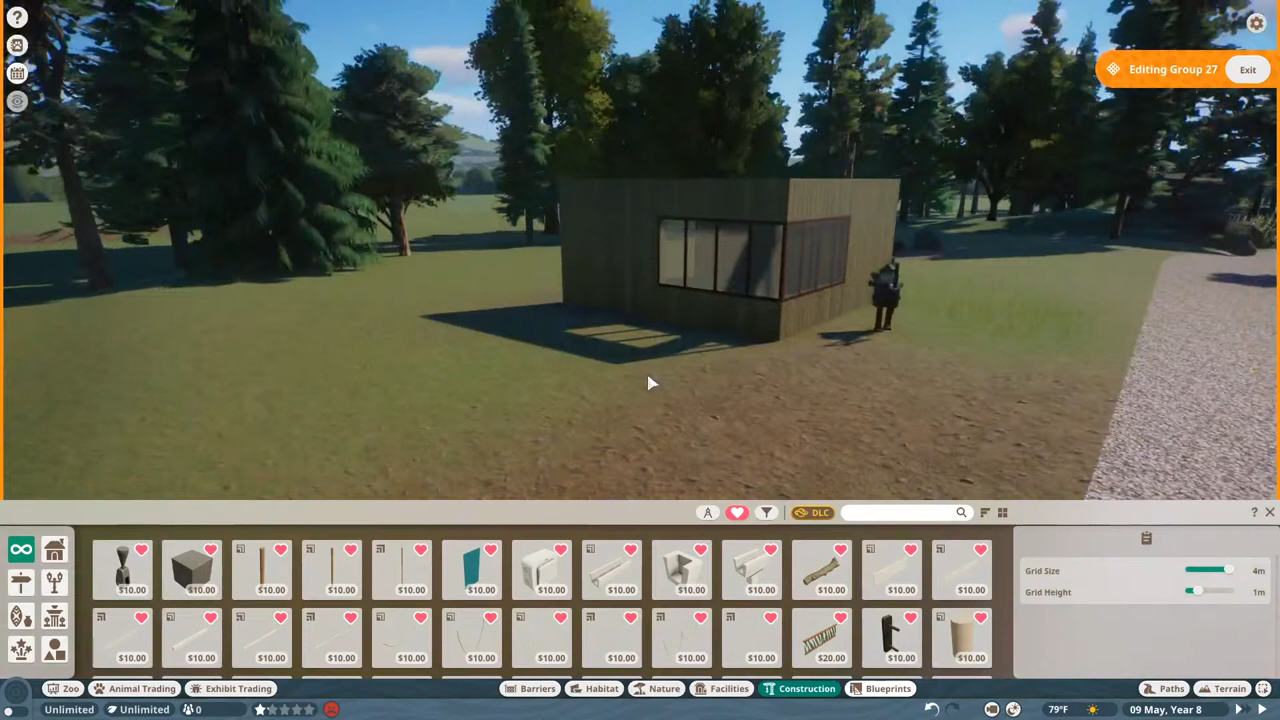 ?
Editing Group 27 Exit
DLC
? ✕
$10.00 $10.00 $10.00 $10.00 $10.00 $10.00 $10.00 $10.00 $10.00 $10.00 $10.00 $10.00 $10.00
Grid Size 4m
Grid Height 1m
$10.00 $10.00 $10.00 $10.00 $10.00 $10.00 $10.00 $10.00 $10.00 $10.00 $20.00 $10.00 $10.00
Zoo Animal Trading Exhibit Trading Barriers Habitat Nature Facilities Construction Blueprints Paths Terrain
Unlimited Unlimited 0 79°F 09 May, Year 8